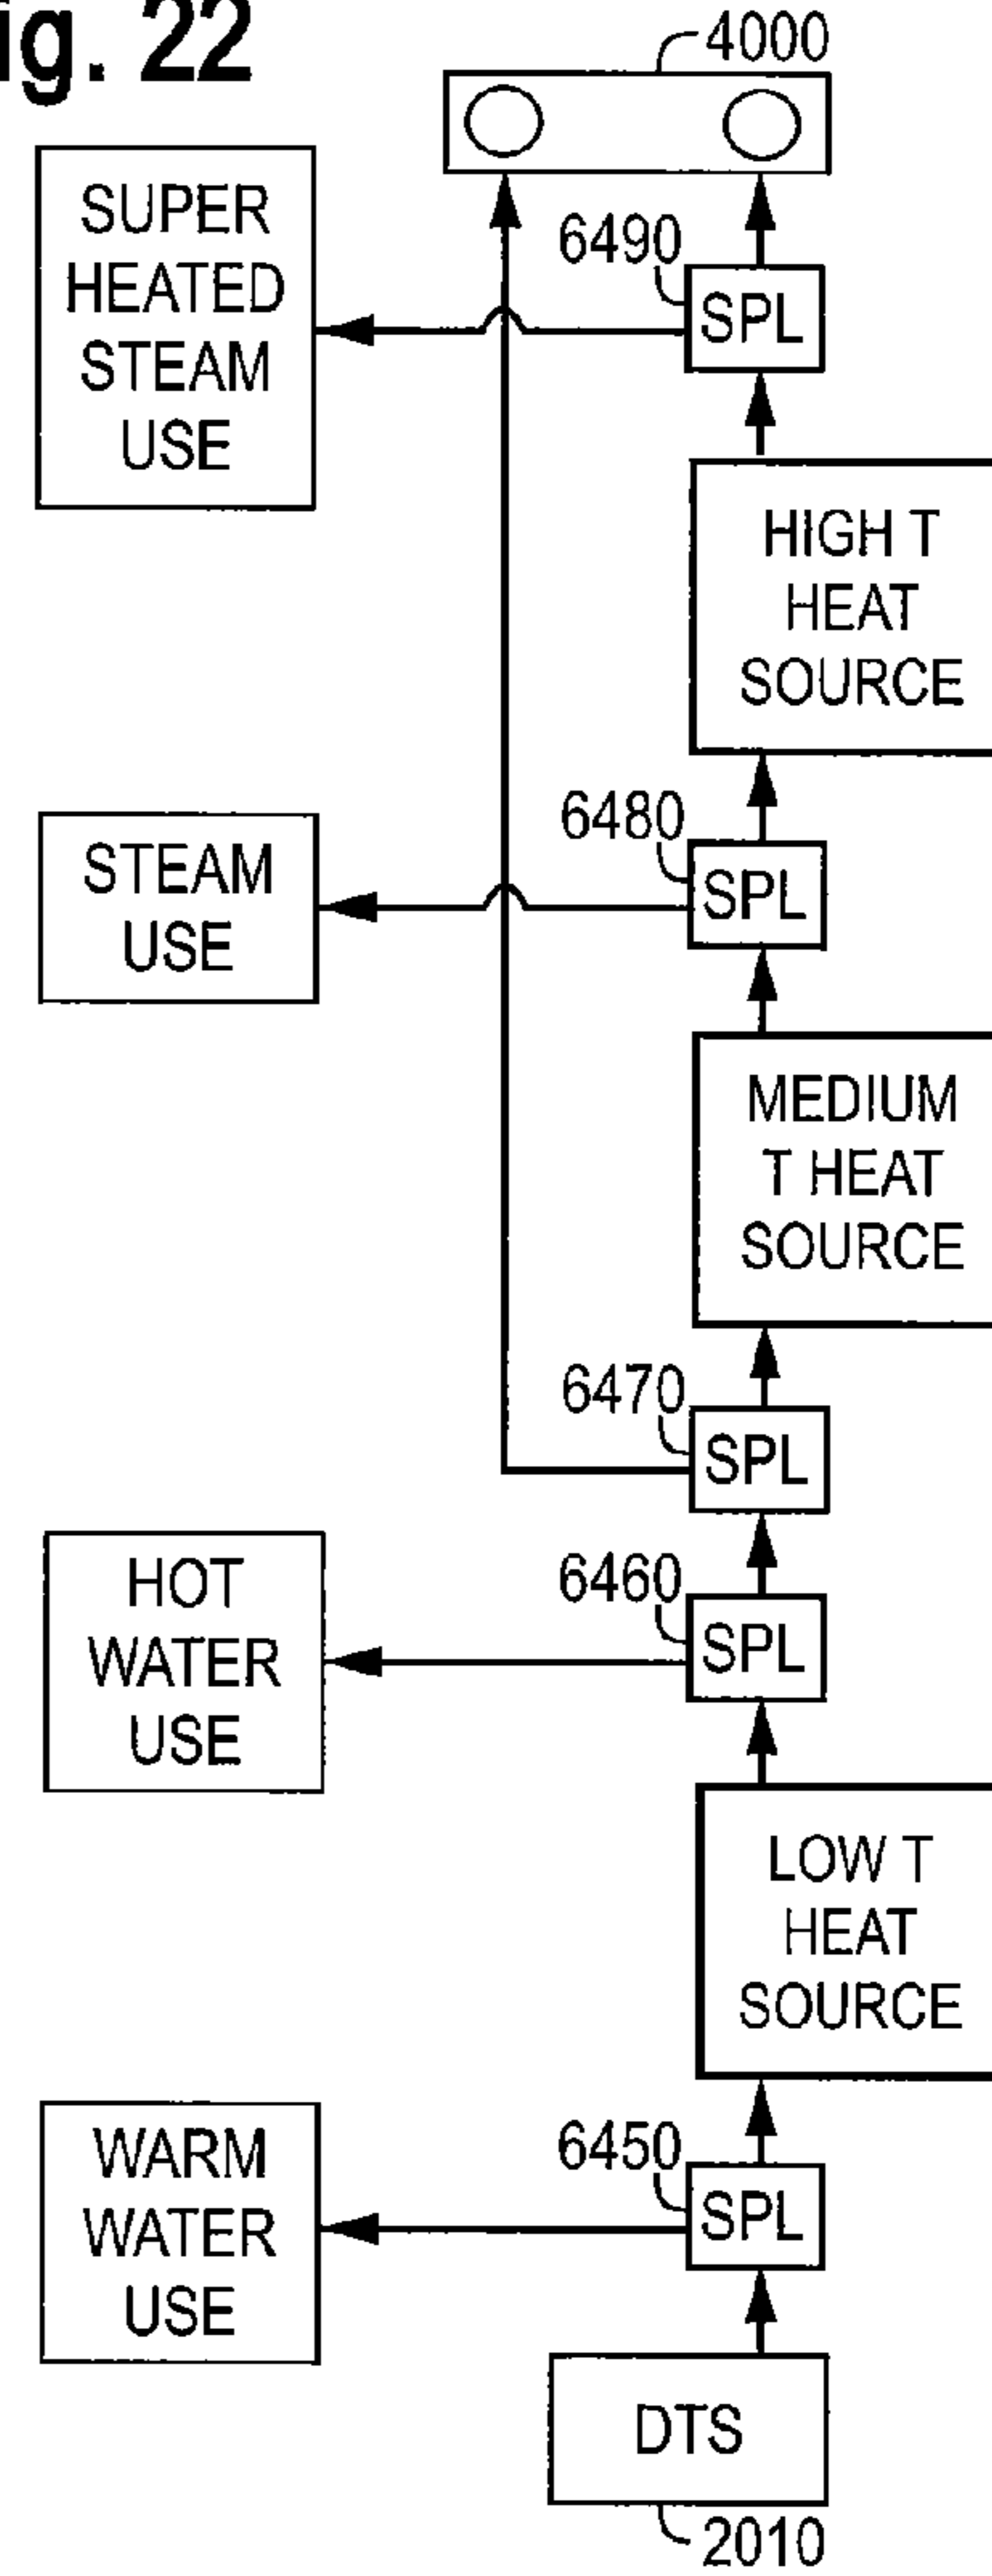 ig. 22
4000
SUPER
HEATED
STEAM
USE
6490
SPL
HIGH T
HEAT
SOURCE
STEAM
USE
6480
SPL
MEDIUM
T HEAT
SOURCE
6470
SPL
HOT
WATER
USE
6460
SPL
LOW T
HEAT
SOURCE
WARM
WATER
USE
6450
SPL
DTS
2010